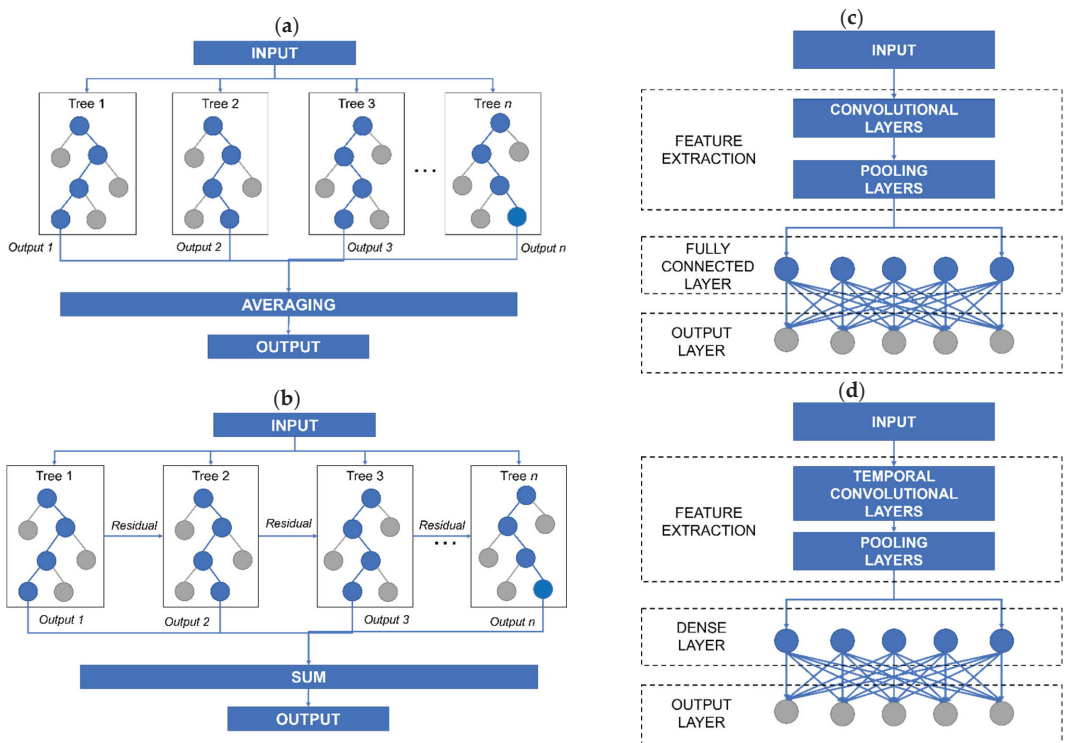 (a)
INPUT
Tree 1
Tree 2
Tree 3
Tree n
...
Output 1
Output 2
Output 3
Output n
AVERAGING
OUTPUT
(b)
INPUT
Tree 1
Tree 2
Tree 3
Tree n
Residual
Residual
Residual
...
Output 1
Output 2
Output 3
Output n
SUM
OUTPUT
(c)
INPUT
FEATURE
EXTRACTION
CONVOLUTIONAL
LAYERS
POOLING
LAYERS
FULLY
CONNECTED
LAYER
OUTPUT
LAYER
(d)
INPUT
FEATURE
EXTRACTION
TEMPORAL
CONVOLUTIONAL
LAYERS
POOLING
LAYERS
DENSE
LAYER
OUTPUT
LAYER